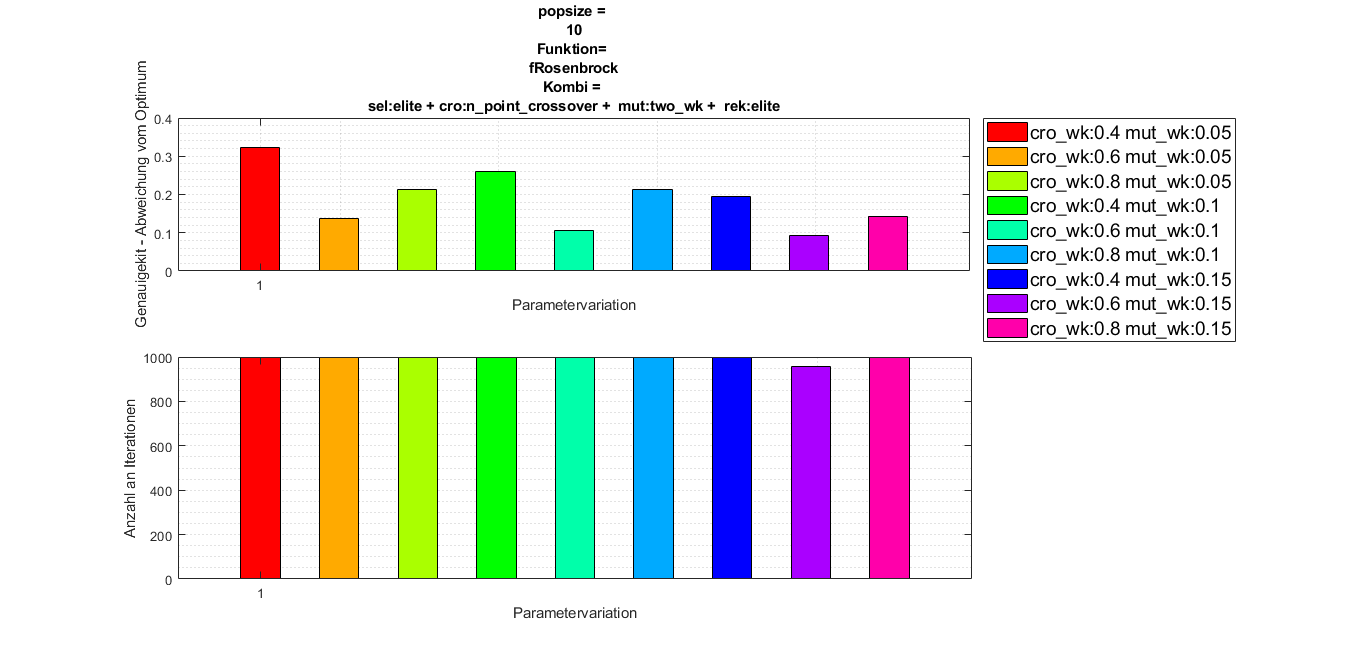 popsize =
10
Funktion=
fRosenbrock
Kombi =
sel:elite + cro:n_point_crossover +  mut:two_wk +  rek:elite
Genauigekit - Abweichung vom Optimum
0.4
0.3
0.2
0.1
0
1
Parametervariation
cro_wk:0.4 mut_wk:0.05
cro_wk:0.6 mut_wk:0.05
cro_wk:0.8 mut_wk:0.05
cro_wk:0.4 mut_wk:0.1
cro_wk:0.6 mut_wk:0.1
cro_wk:0.8 mut_wk:0.1
cro_wk:0.4 mut_wk:0.15
cro_wk:0.6 mut_wk:0.15
cro_wk:0.8 mut_wk:0.15
Anzahl an Iterationen
1000
800
600
400
200
0
1
Parametervariation